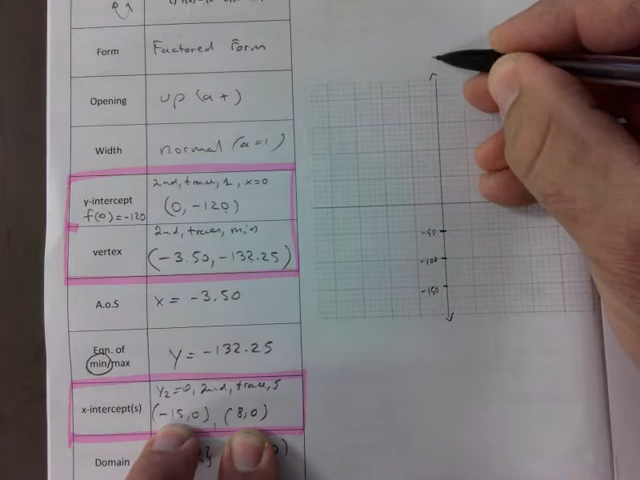 Form Factored Form
Opening up (a +)
Width normal (a=1)
2nd, trace, 1, x=0
y-intercept
f(0)=-120 (0, -120)
2nd, trace, min
vertex (-3.50, -132.25)
A.o.S x = -3.50
Eqn. of
min/max y = -132.25
y₂=0, 2nd, trace, 5
x-intercept(s) (-15,0), (8,0)
Domain
-50
-100
-150